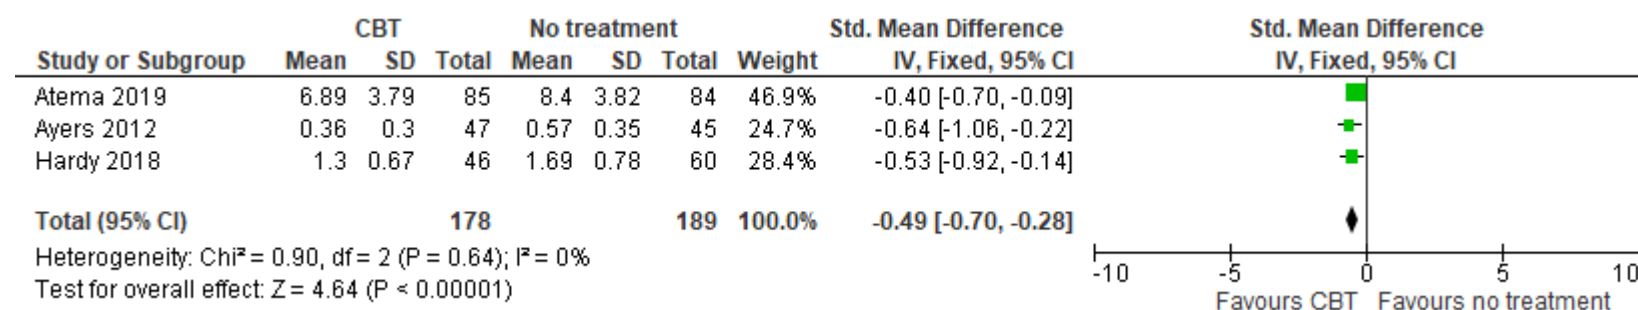 CBT No treatment Std. Mean Difference Std. Mean Difference
Study or Subgroup Mean SD Total Mean SD Total Weight IV, Fixed, 95% CI IV, Fixed, 95% CI
Atema 2019 6.89 3.79 85 8.4 3.82 84 46.9% -0.40 [-0.70, -0.09]
Ayers 2012 0.36 0.3 47 0.57 0.35 45 24.7% -0.64 [-1.06, -0.22]
Hardy 2018 1.3 0.67 46 1.69 0.78 60 28.4% -0.53 [-0.92, -0.14]
Total (95% CI) 178 189 100.0% -0.49 [-0.70, -0.28]
Heterogeneity: Chi² = 0.90, df = 2 (P = 0.64); I² = 0%
Test for overall effect: Z = 4.64 (P < 0.00001)
-10 -5 0 5 10
Favours CBT Favours no treatment